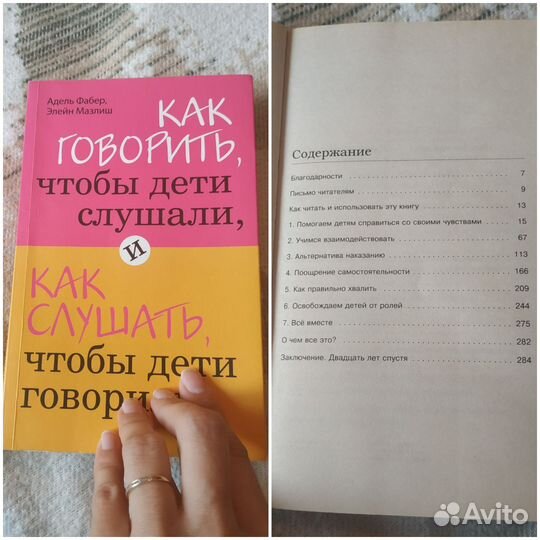 Адель Фабер,
Элейн Мазлиш
КАК
ГОВОРИТЬ,
чтобы дети
слушали,
и
КАК
СЛУШАТЬ,
чтобы дети
Содержание
Благодарности 7
Письмо читателям 9
Как читать и использовать эту книгу 13
1. Помогаем детям справиться со своими чувствами 15
2. Учимся взаимодействовать 67
3. Альтернатива наказанию 113
4. Поощрение самостоятельности 166
5. Как правильно хвалить 209
6. Освобождаем детей от ролей 244
7. Всё вместе 275
О чем все это? 282
Заключение. Двадцать лет спустя 284
Avito